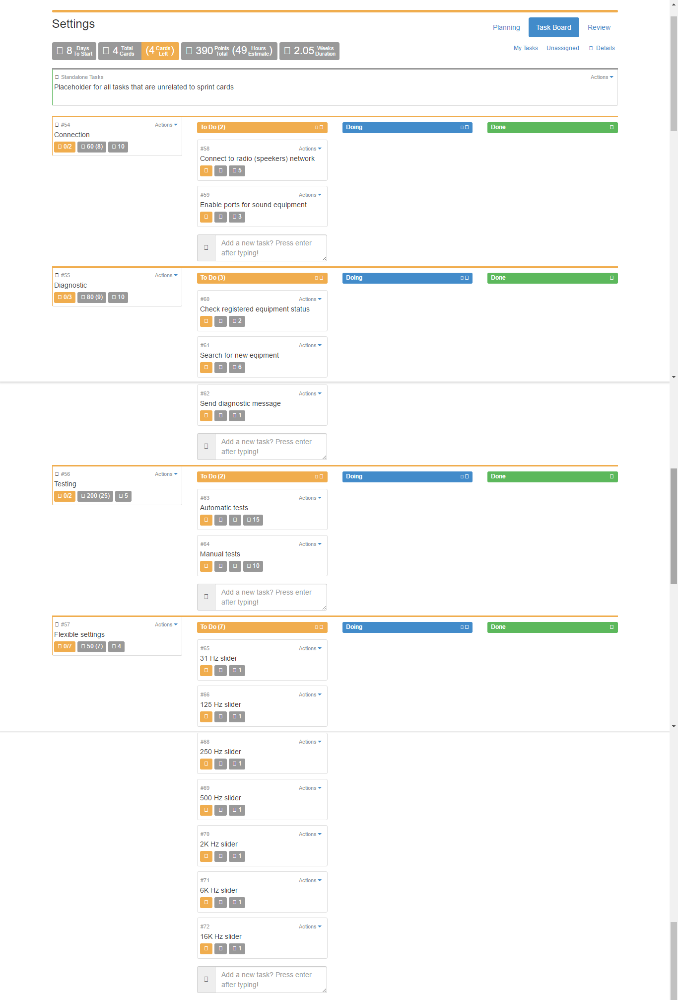 Settings
Planning Task Board Review
8 Days To Start 4 Total Cards (4 Cards Left) 390 Points Total (49 Hours Estimate) 2.05 Weeks Duration
My Tasks Unassigned Details
Standalone Tasks Actions
Placeholder for all tasks that are unrelated to sprint cards
#54 Actions
Connection
0/2 60 (8) 10
To Do (2) Doing Done
#58 Actions
Connect to radio (speekers) network
5
#59 Actions
Enable ports for sound equipment
3
Add a new task? Press enter
after typing!
#55 Actions
Diagnostic
0/3 80 (9) 10
To Do (3) Doing Done
#60 Actions
Check registered equipment status
2
#61 Actions
Search for new eqipment
6
#62 Actions
Send diagnostic message
1
Add a new task? Press enter
after typing!
#56 Actions
Testing
0/2 200 (25) 5
To Do (2) Doing Done
#63 Actions
Automatic tests
15
#64 Actions
Manual tests
10
Add a new task? Press enter
after typing!
#57 Actions
Flexible settings
0/7 50 (7) 4
To Do (7) Doing Done
#65 Actions
31 Hz slider
1
#66 Actions
125 Hz slider
1
#68 Actions
250 Hz slider
1
#69 Actions
500 Hz slider
1
#70 Actions
2K Hz slider
1
#71 Actions
6K Hz slider
1
#72 Actions
16K Hz slider
1
Add a new task? Press enter
after typing!